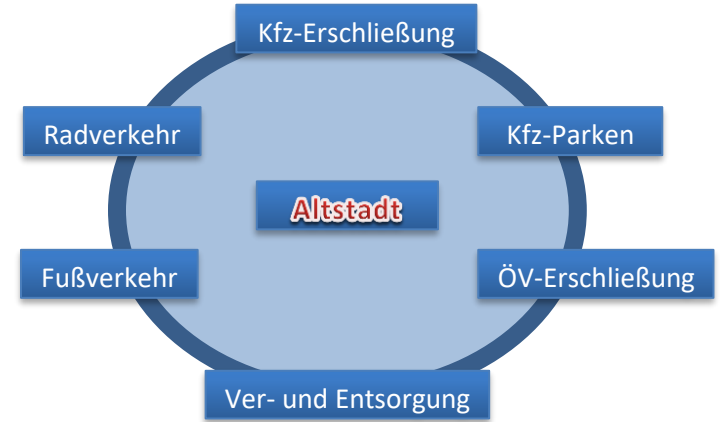 Kfz-Erschließung
Radverkehr
Kfz-Parken
Altstadt
Fußverkehr
ÖV-Erschließung
Ver- und Entsorgung